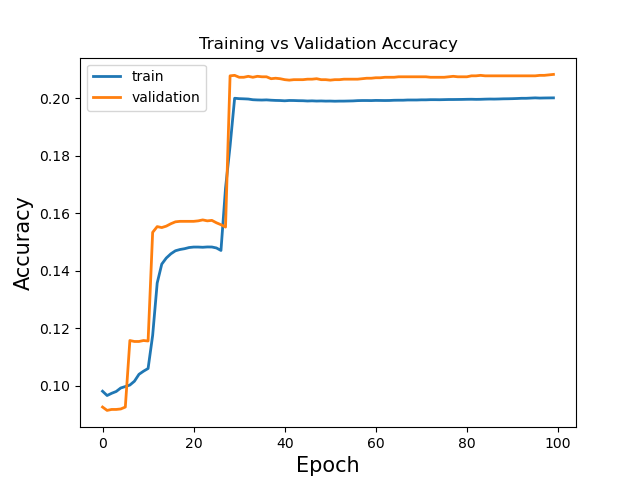 Training vs Validation Accuracy
train
validation
0.20
0.18
0.16
0.14
0.12
0.10
Accuracy
0 20 40 60 80 100
Epoch